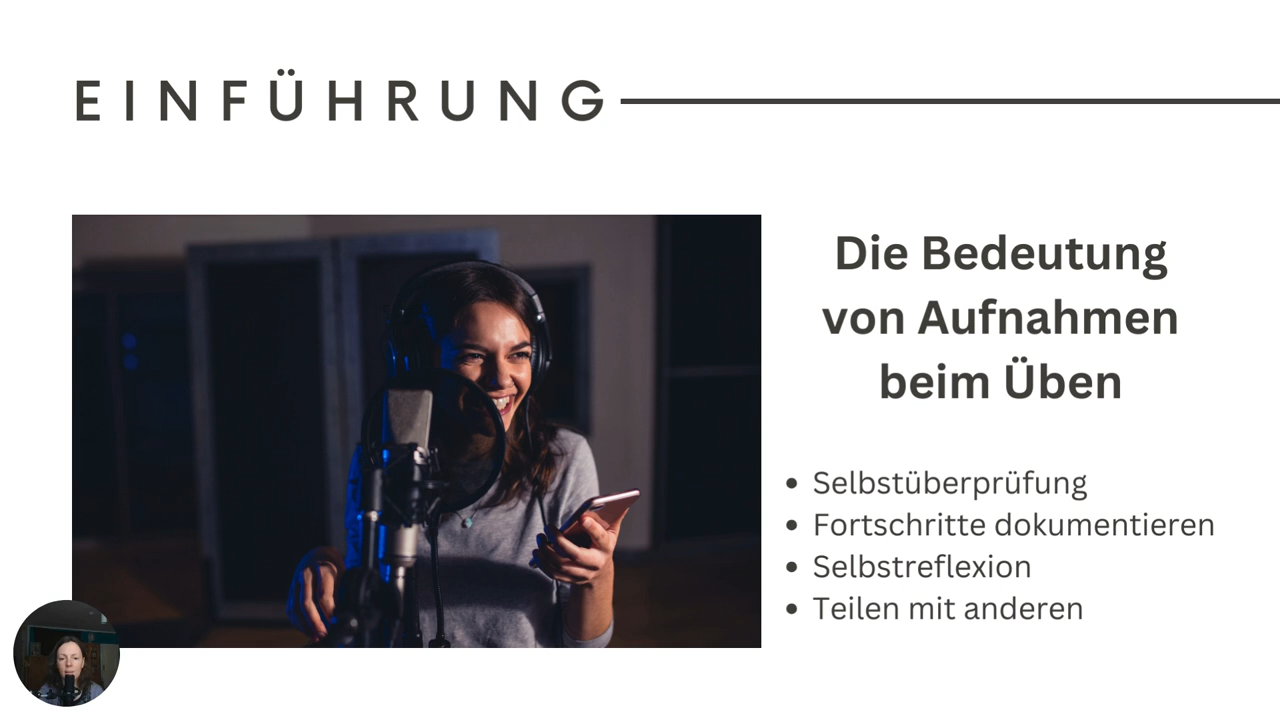 EINFÜHRUNG
Die Bedeutung
von Aufnahmen
beim Üben
• Selbstüberprüfung
• Fortschritte dokumentieren
• Selbstreflexion
• Teilen mit anderen